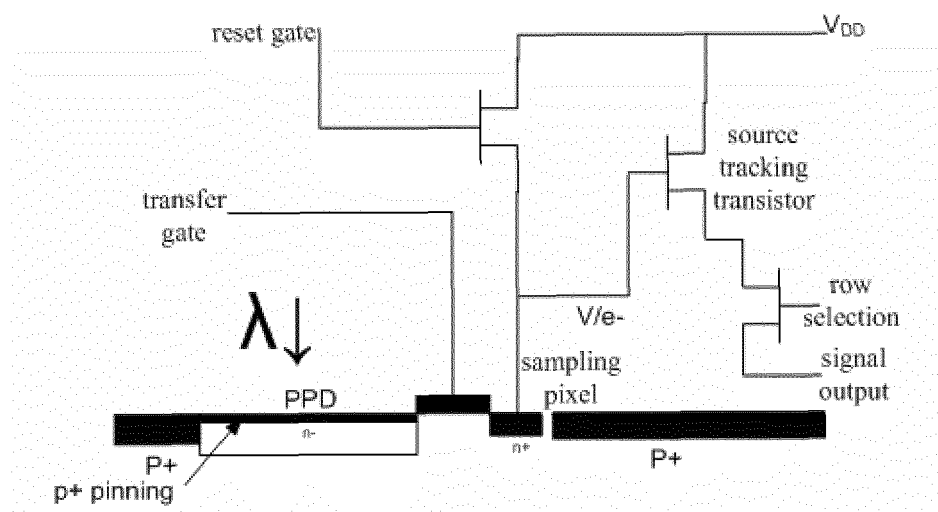 reset gate
V_DD
source
tracking
transistor
transfer
gate
row
selection
V/e-
λ
sampling
pixel
signal
output
PPD
n-
n+
P+
P+
p+ pinning